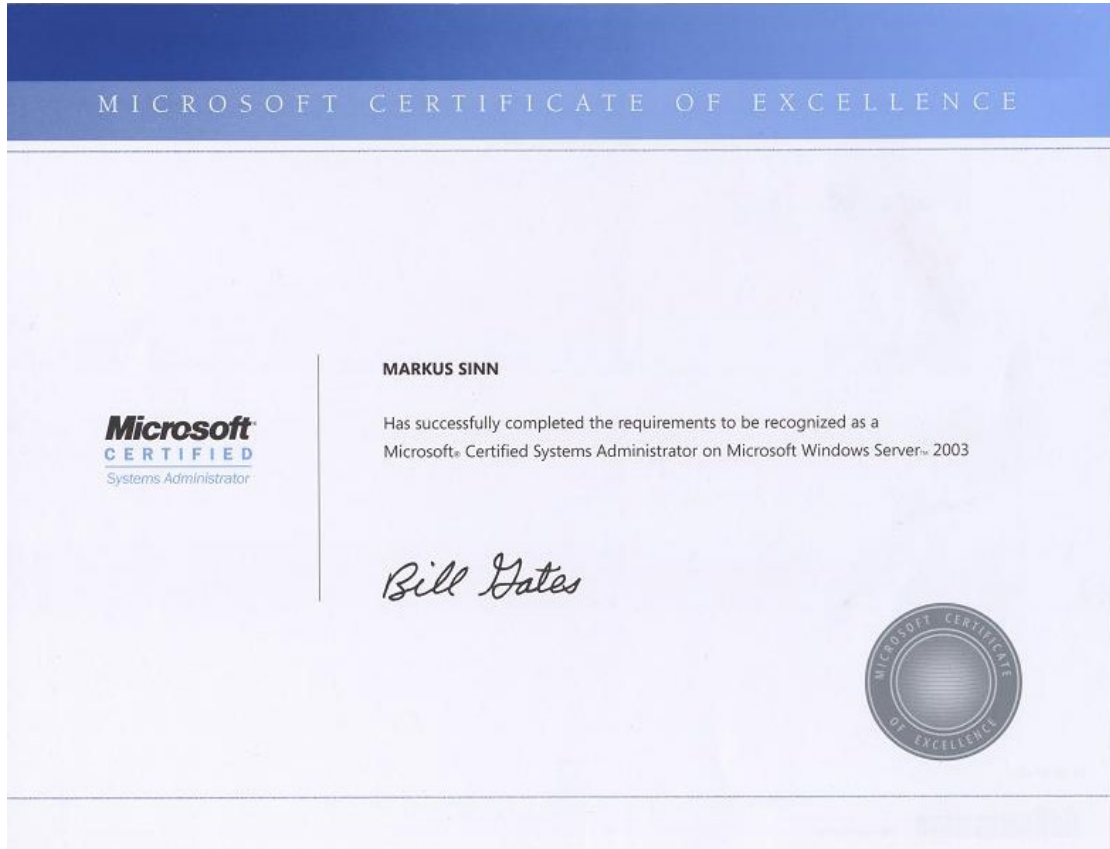 MICROSOFT CERTIFICATE OF EXCELLENCE
MARKUS SINN
Has successfully completed the requirements to be recognized as a
Microsoft® Certified Systems Administrator on Microsoft Windows Server™ 2003
Microsoft®
CERTIFIED
Systems Administrator
Bill Gates
MICROSOFT CERTIFICATE
OF EXCELLENCE